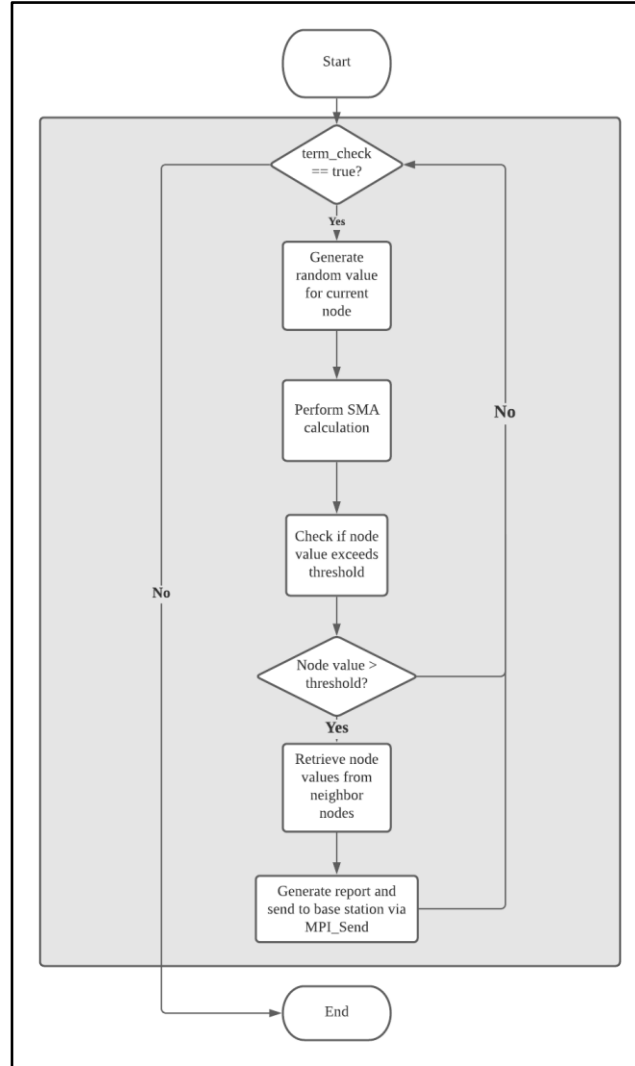 Start
term_check
== true?
Yes
Generate
random value
for current
node
Perform SMA
calculation
No
Check if node
value exceeds
threshold
No
Node value >
threshold?
Yes
Retrieve node
values from
neighbor
nodes
Generate report and
send to base station via
MPI_Send
End